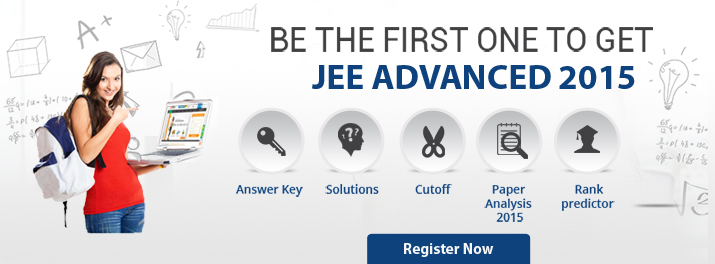 A+
BE THE FIRST ONE TO GET
JEE ADVANCED 2015
Answer Key
Solutions
Cutoff
Paper
Analysis
2015
Rank
predictor
Register Now